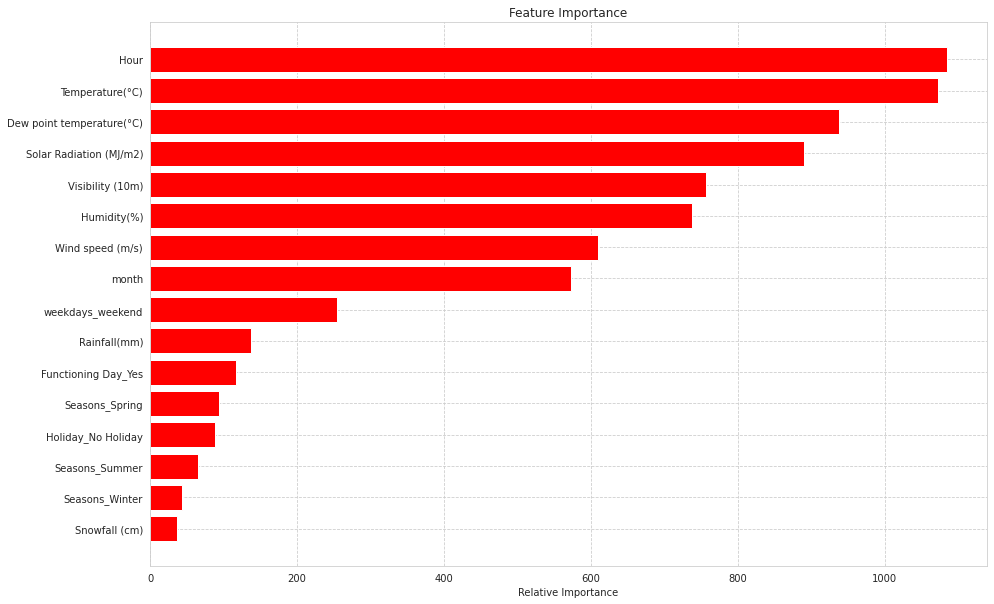 Feature Importance
Hour
Temperature(°C)
Dew point temperature(°C)
Solar Radiation (MJ/m2)
Visibility (10m)
Humidity(%)
Wind speed (m/s)
month
weekdays_weekend
Rainfall(mm)
Functioning Day_Yes
Seasons_Spring
Holiday_No Holiday
Seasons_Summer
Seasons_Winter
Snowfall (cm)
0 200 400 600 800 1000
Relative Importance